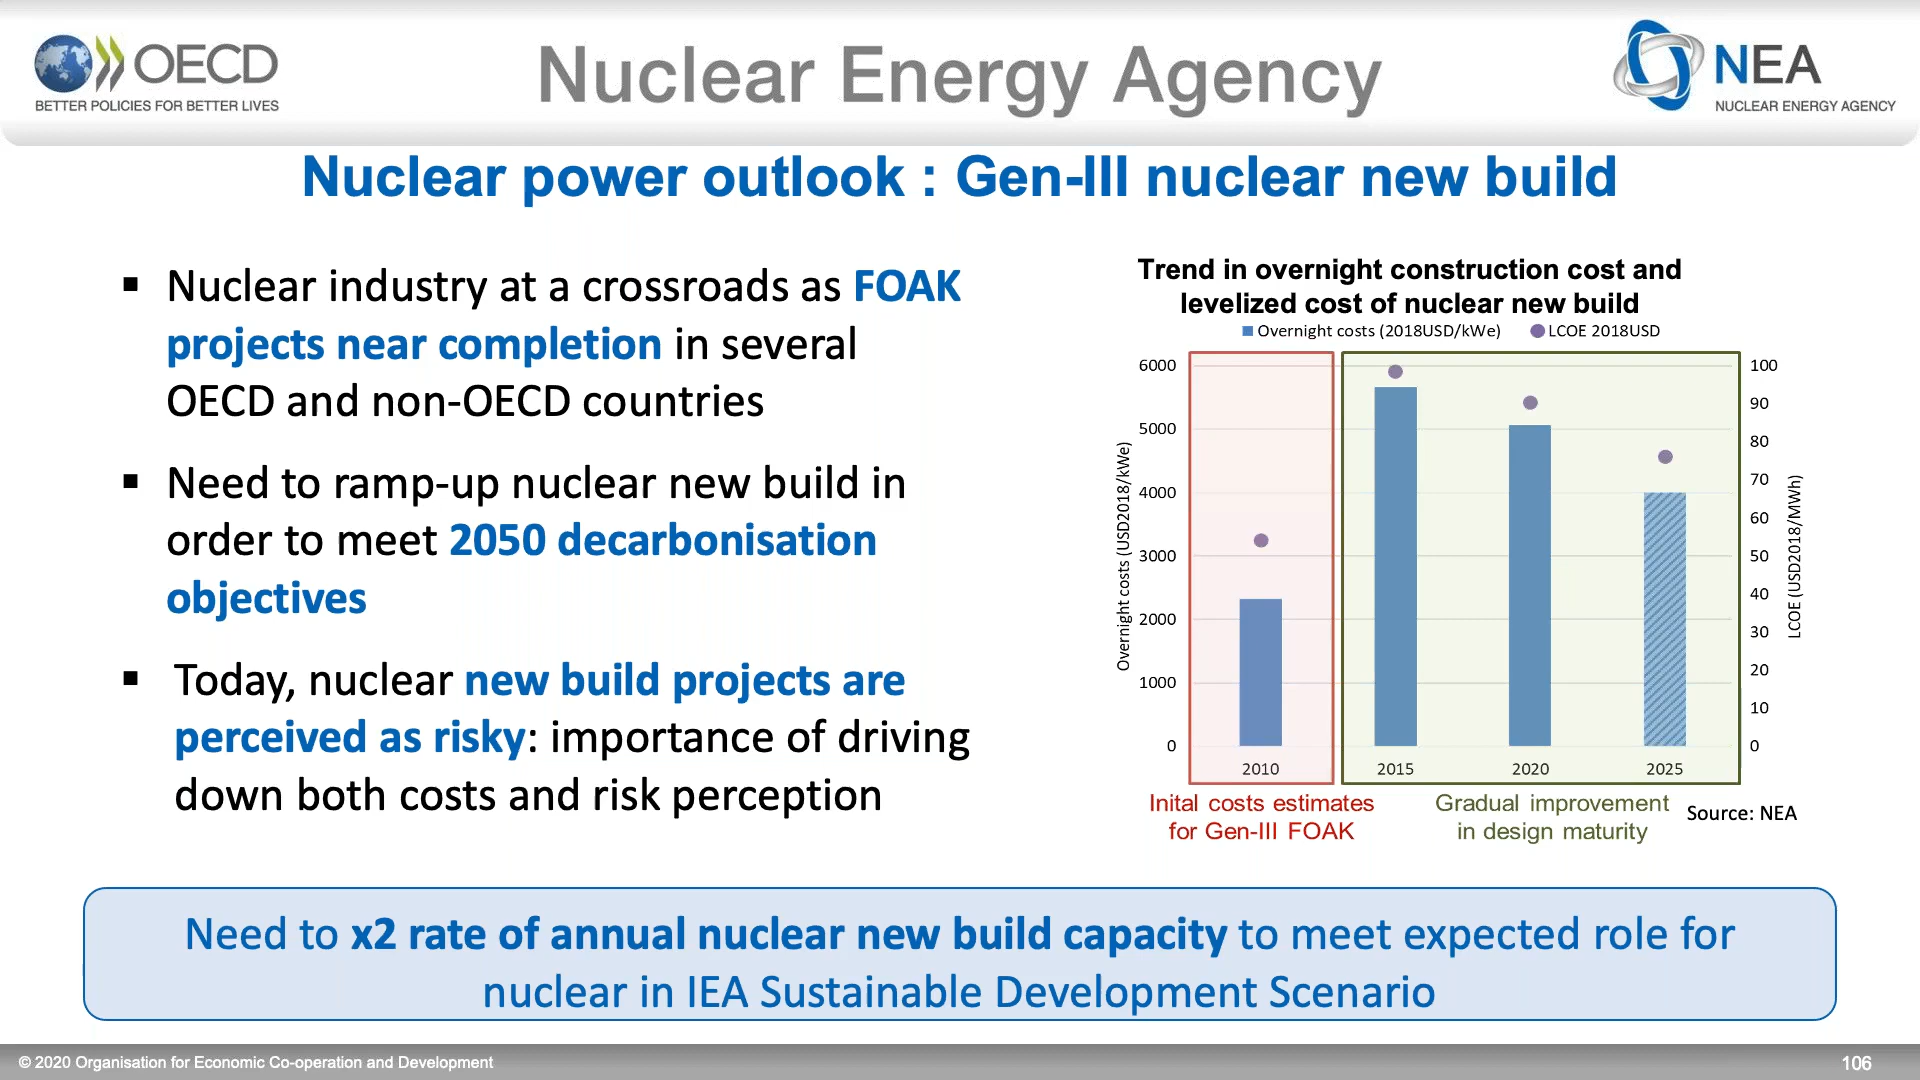 OECD
BETTER POLICIES FOR BETTER LIVES
Nuclear Energy Agency
NEA
NUCLEAR ENERGY AGENCY
Nuclear power outlook : Gen-III nuclear new build
▪ Nuclear industry at a crossroads as FOAK
projects near completion in several
OECD and non-OECD countries
▪ Need to ramp-up nuclear new build in
order to meet 2050 decarbonisation
objectives
▪ Today, nuclear new build projects are
perceived as risky: importance of driving
down both costs and risk perception
Trend in overnight construction cost and
levelized cost of nuclear new build
Overnight costs (2018USD/kWe) LCOE 2018USD
Overnight costs (USD2018/kWe)
6000
5000
4000
3000
2000
1000
0
100
90
80
70
60
50
40
30
20
10
0
LCOE (USD2018/MWh)
2010 2015 2020 2025
Inital costs estimates
for Gen-III FOAK
Gradual improvement
in design maturity
Source: NEA
Need to x2 rate of annual nuclear new build capacity to meet expected role for
nuclear in IEA Sustainable Development Scenario
© 2020 Organisation for Economic Co-operation and Development
106